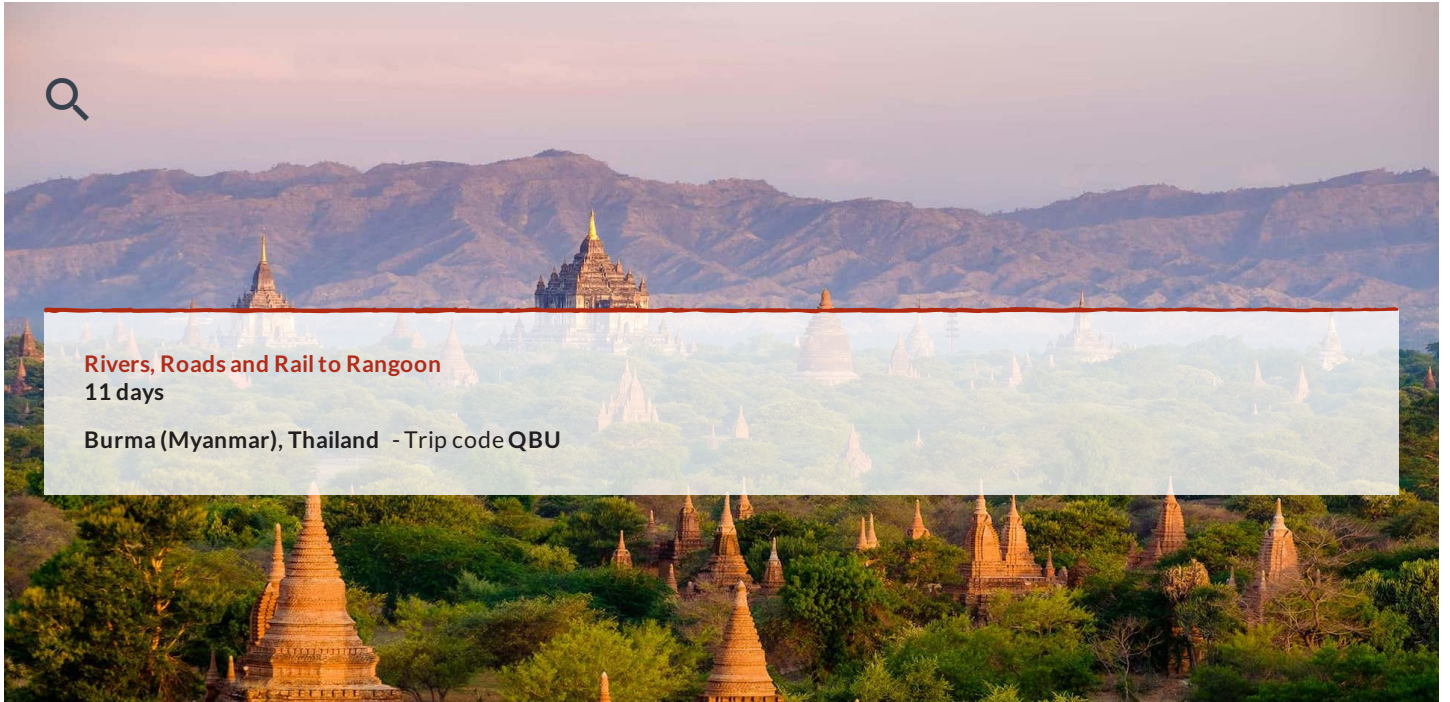 Rivers, Roads and Rail to Rangoon
11 days
Burma (Myanmar), Thailand - Trip code QBU